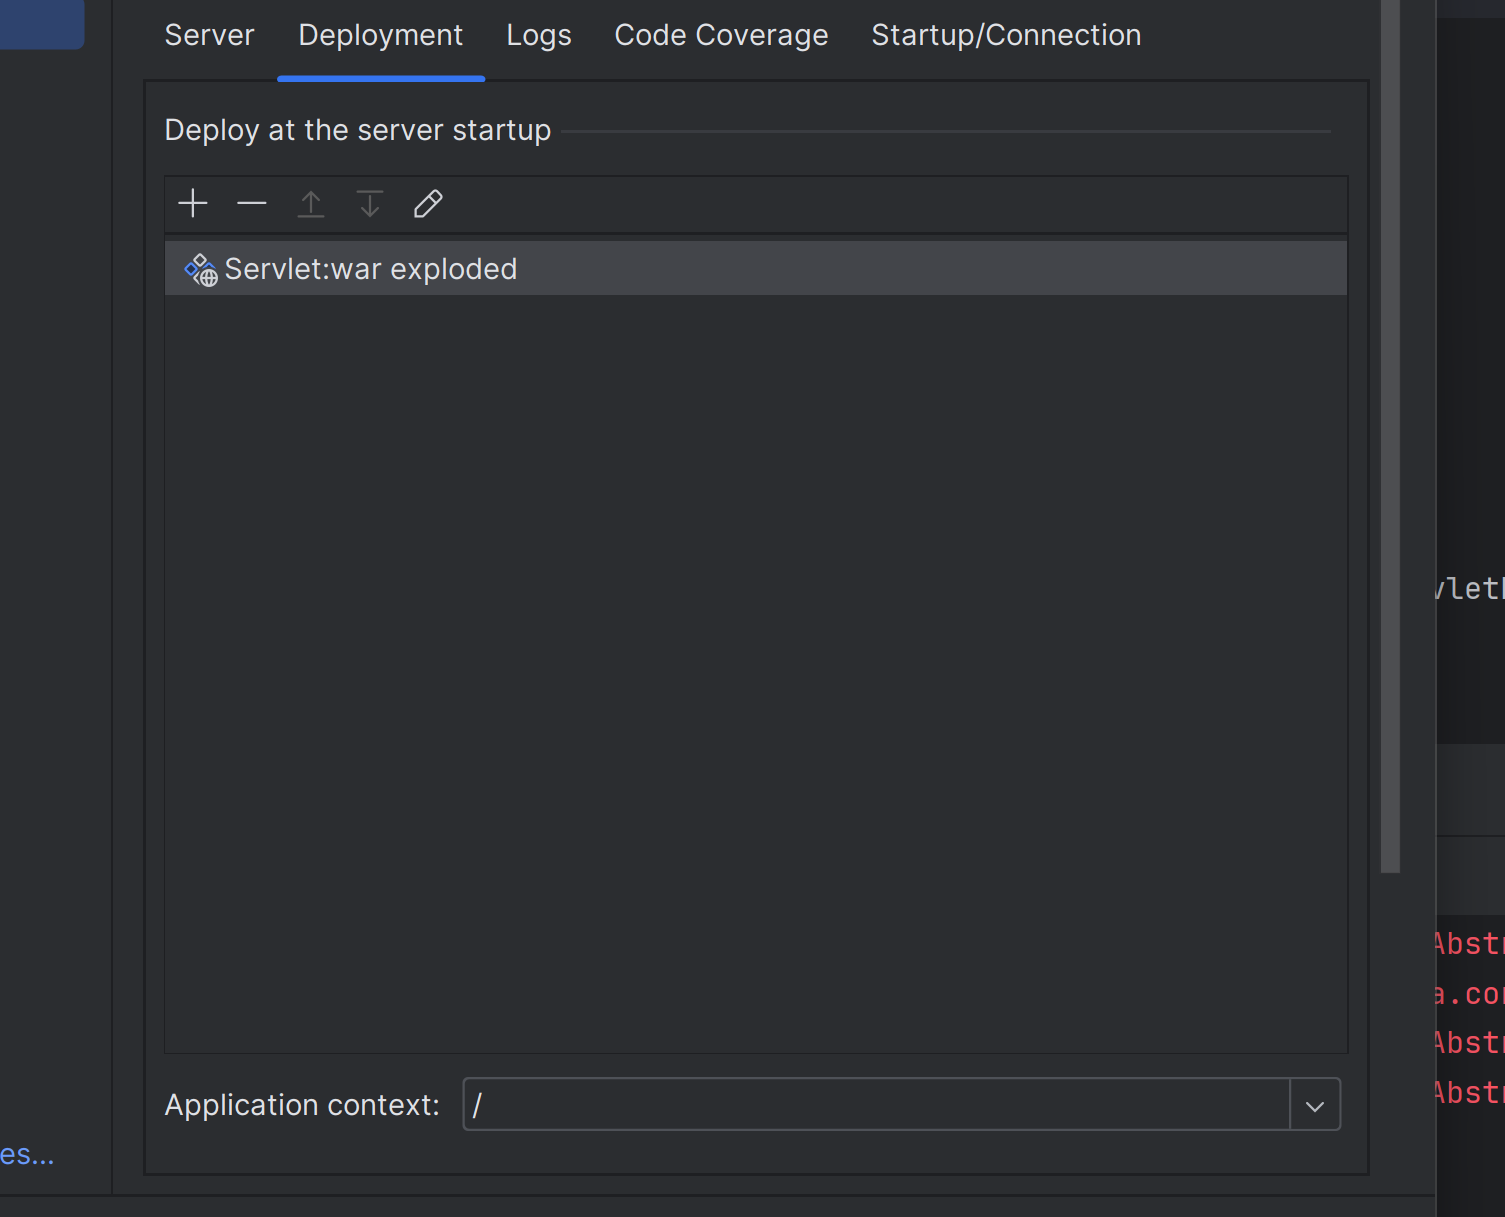 Server Deployment Logs Code Coverage Startup/Connection
Deploy at the server startup
Servlet:war exploded
Application context: /
es...
vlet
Abst
a.co
Abst
Abst